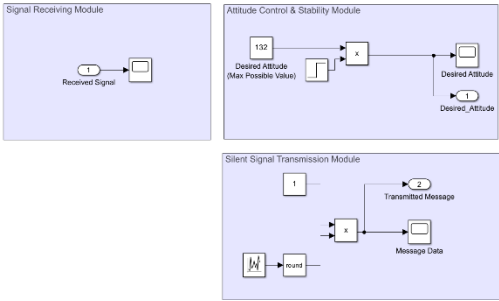 Signal Receiving Module
1
Received Signal
Attitude Control & Stability Module
132
Desired Attitude
(Max Possible Value)
x
Desired Attitude
1
Desired_Attitude
Silent Signal Transmission Module
1
2
Transmitted Message
x
Message Data
round